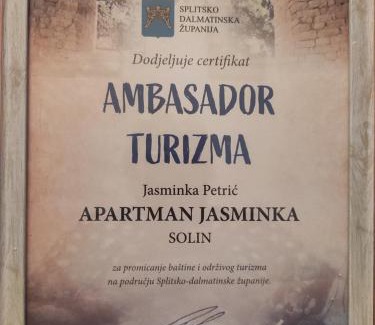 SPLITSKO
DALMATINSKA
ŽUPANIJA
Dodjeljuje certifikat
AMBASADOR
TURIZMA
Jasminka Petrić
APARTMAN JASMINKA
SOLIN
za promicanje baštine i održivog turizma
na području Splitsko-dalmatinske županije.